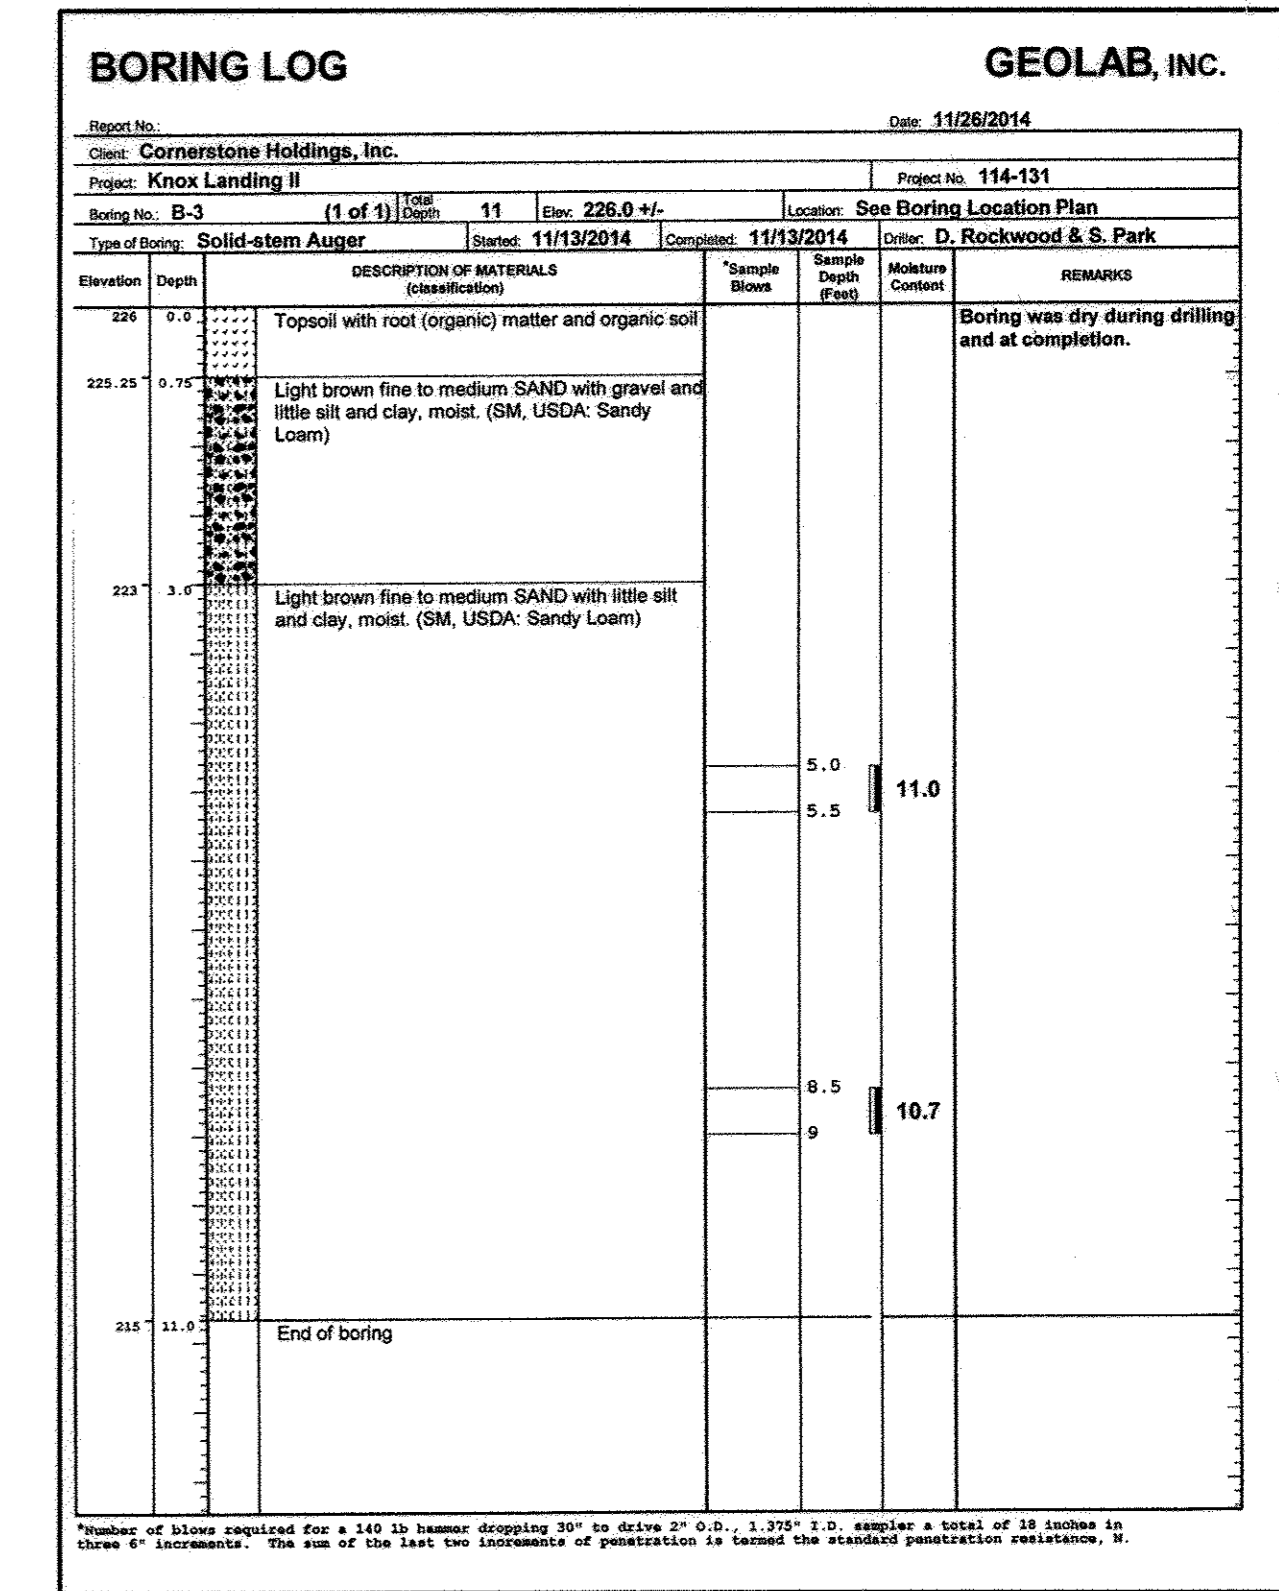 BORING LOG
GEOLAB, INC.
Report No.:
Date: 11/26/2014
Client: Cornerstone Holdings, Inc.
Project: Knox Landing II
Project No. 114-131
Boring No.: B-3 (1 of 1) Total Depth 11 Elev: 226.0 +/- Location: See Boring Location Plan
Type of Boring: Solid-stem Auger Started: 11/13/2014 Completed: 11/13/2014 Driller: D. Rockwood & S. Park
Elevation Depth DESCRIPTION OF MATERIALS (classification) *Sample Blows Sample Depth (Feet) Moisture Content REMARKS
226 0.0 Topsoil with root (organic) matter and organic soil
Boring was dry during drilling
and at completion.
225.25 0.75 Light brown fine to medium SAND with gravel and
little silt and clay, moist. (SM, USDA: Sandy
Loam)
223 3.0 Light brown fine to medium SAND with little silt
and clay, moist. (SM, USDA: Sandy Loam)
5.0
11.0
5.5
8.5
10.7
9
215 11.0 End of boring
*Number of blows required for a 140 lb hammer dropping 30" to drive 2" O.D., 1.375" I.D. sampler a total of 18 inches in
three 6" increments. The sum of the last two increments of penetration is termed the standard penetration resistance, N.